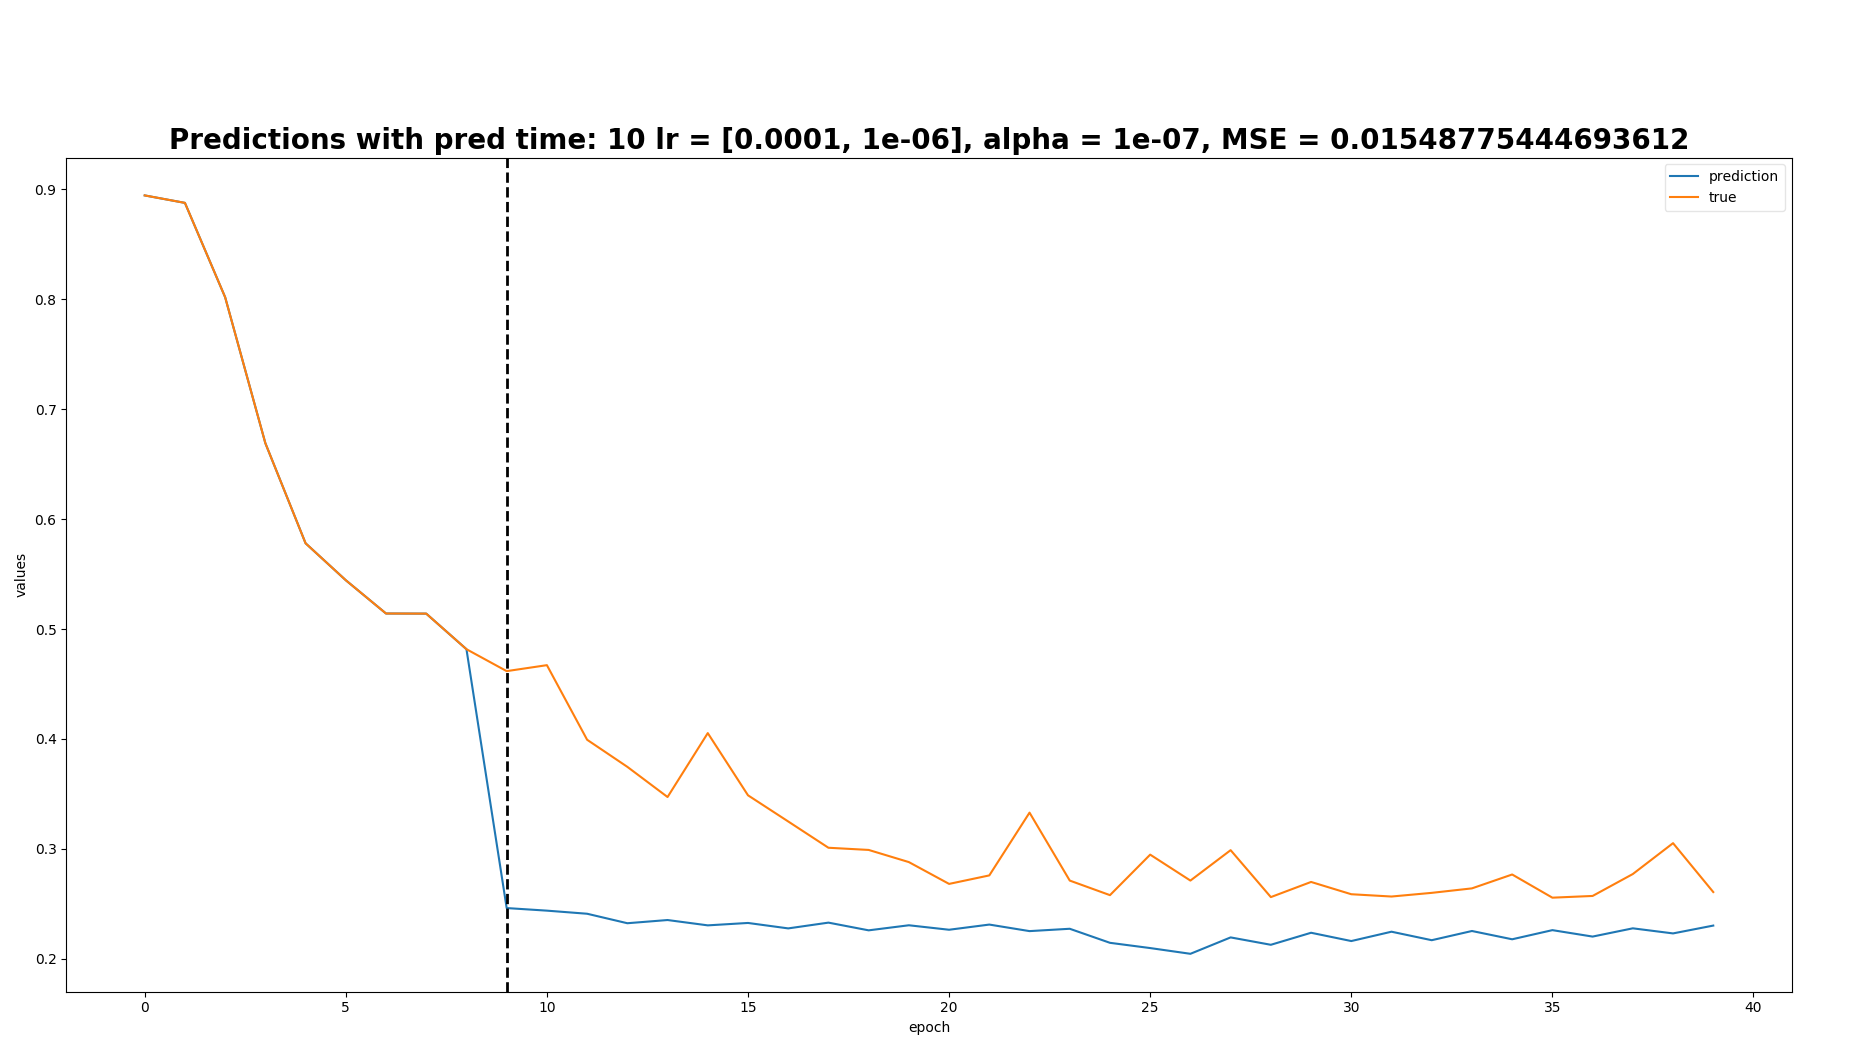 Predictions with pred time: 10 lr = [0.0001, 1e-06], alpha = 1e-07, MSE = 0.01548775444693612
prediction
true
0.9
0.8
0.7
0.6
0.5
0.4
0.3
0.2
values
0 5 10 15 20 25 30 35 40
epoch